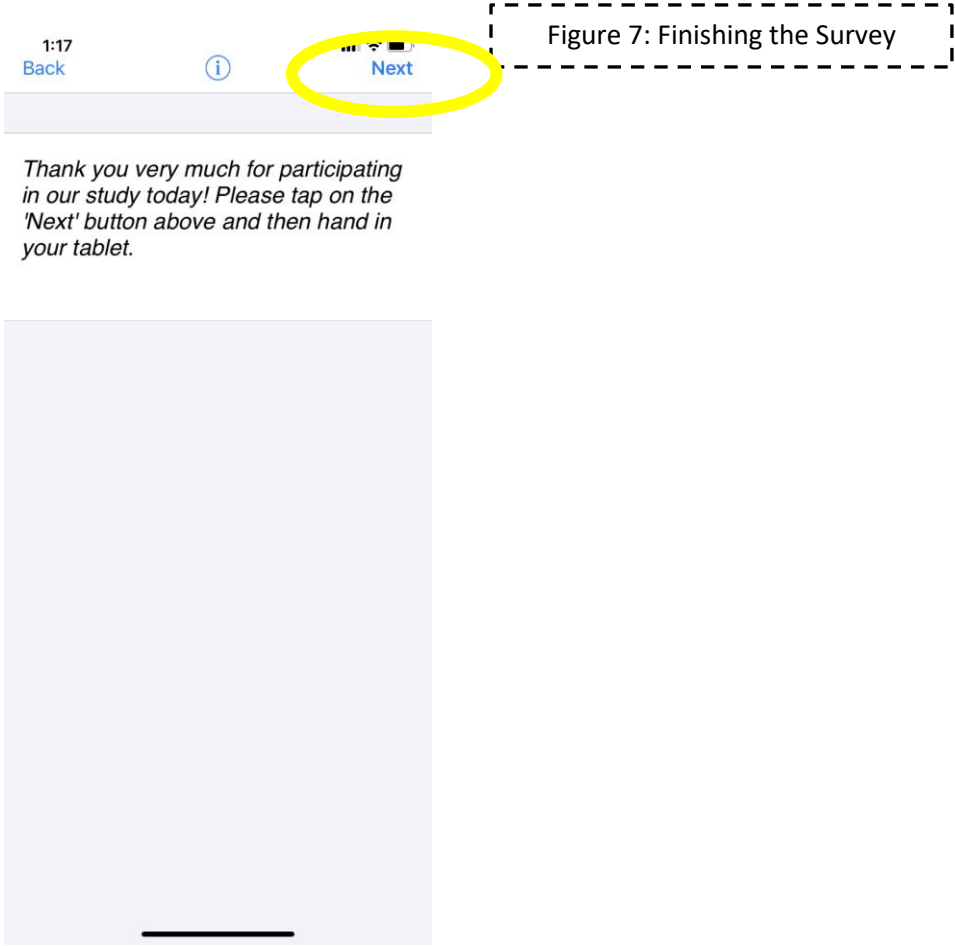 Figure 7: Finishing the Survey
1:17
Back
Next
Thank you very much for participating
in our study today! Please tap on the
'Next' button above and then hand in
your tablet.